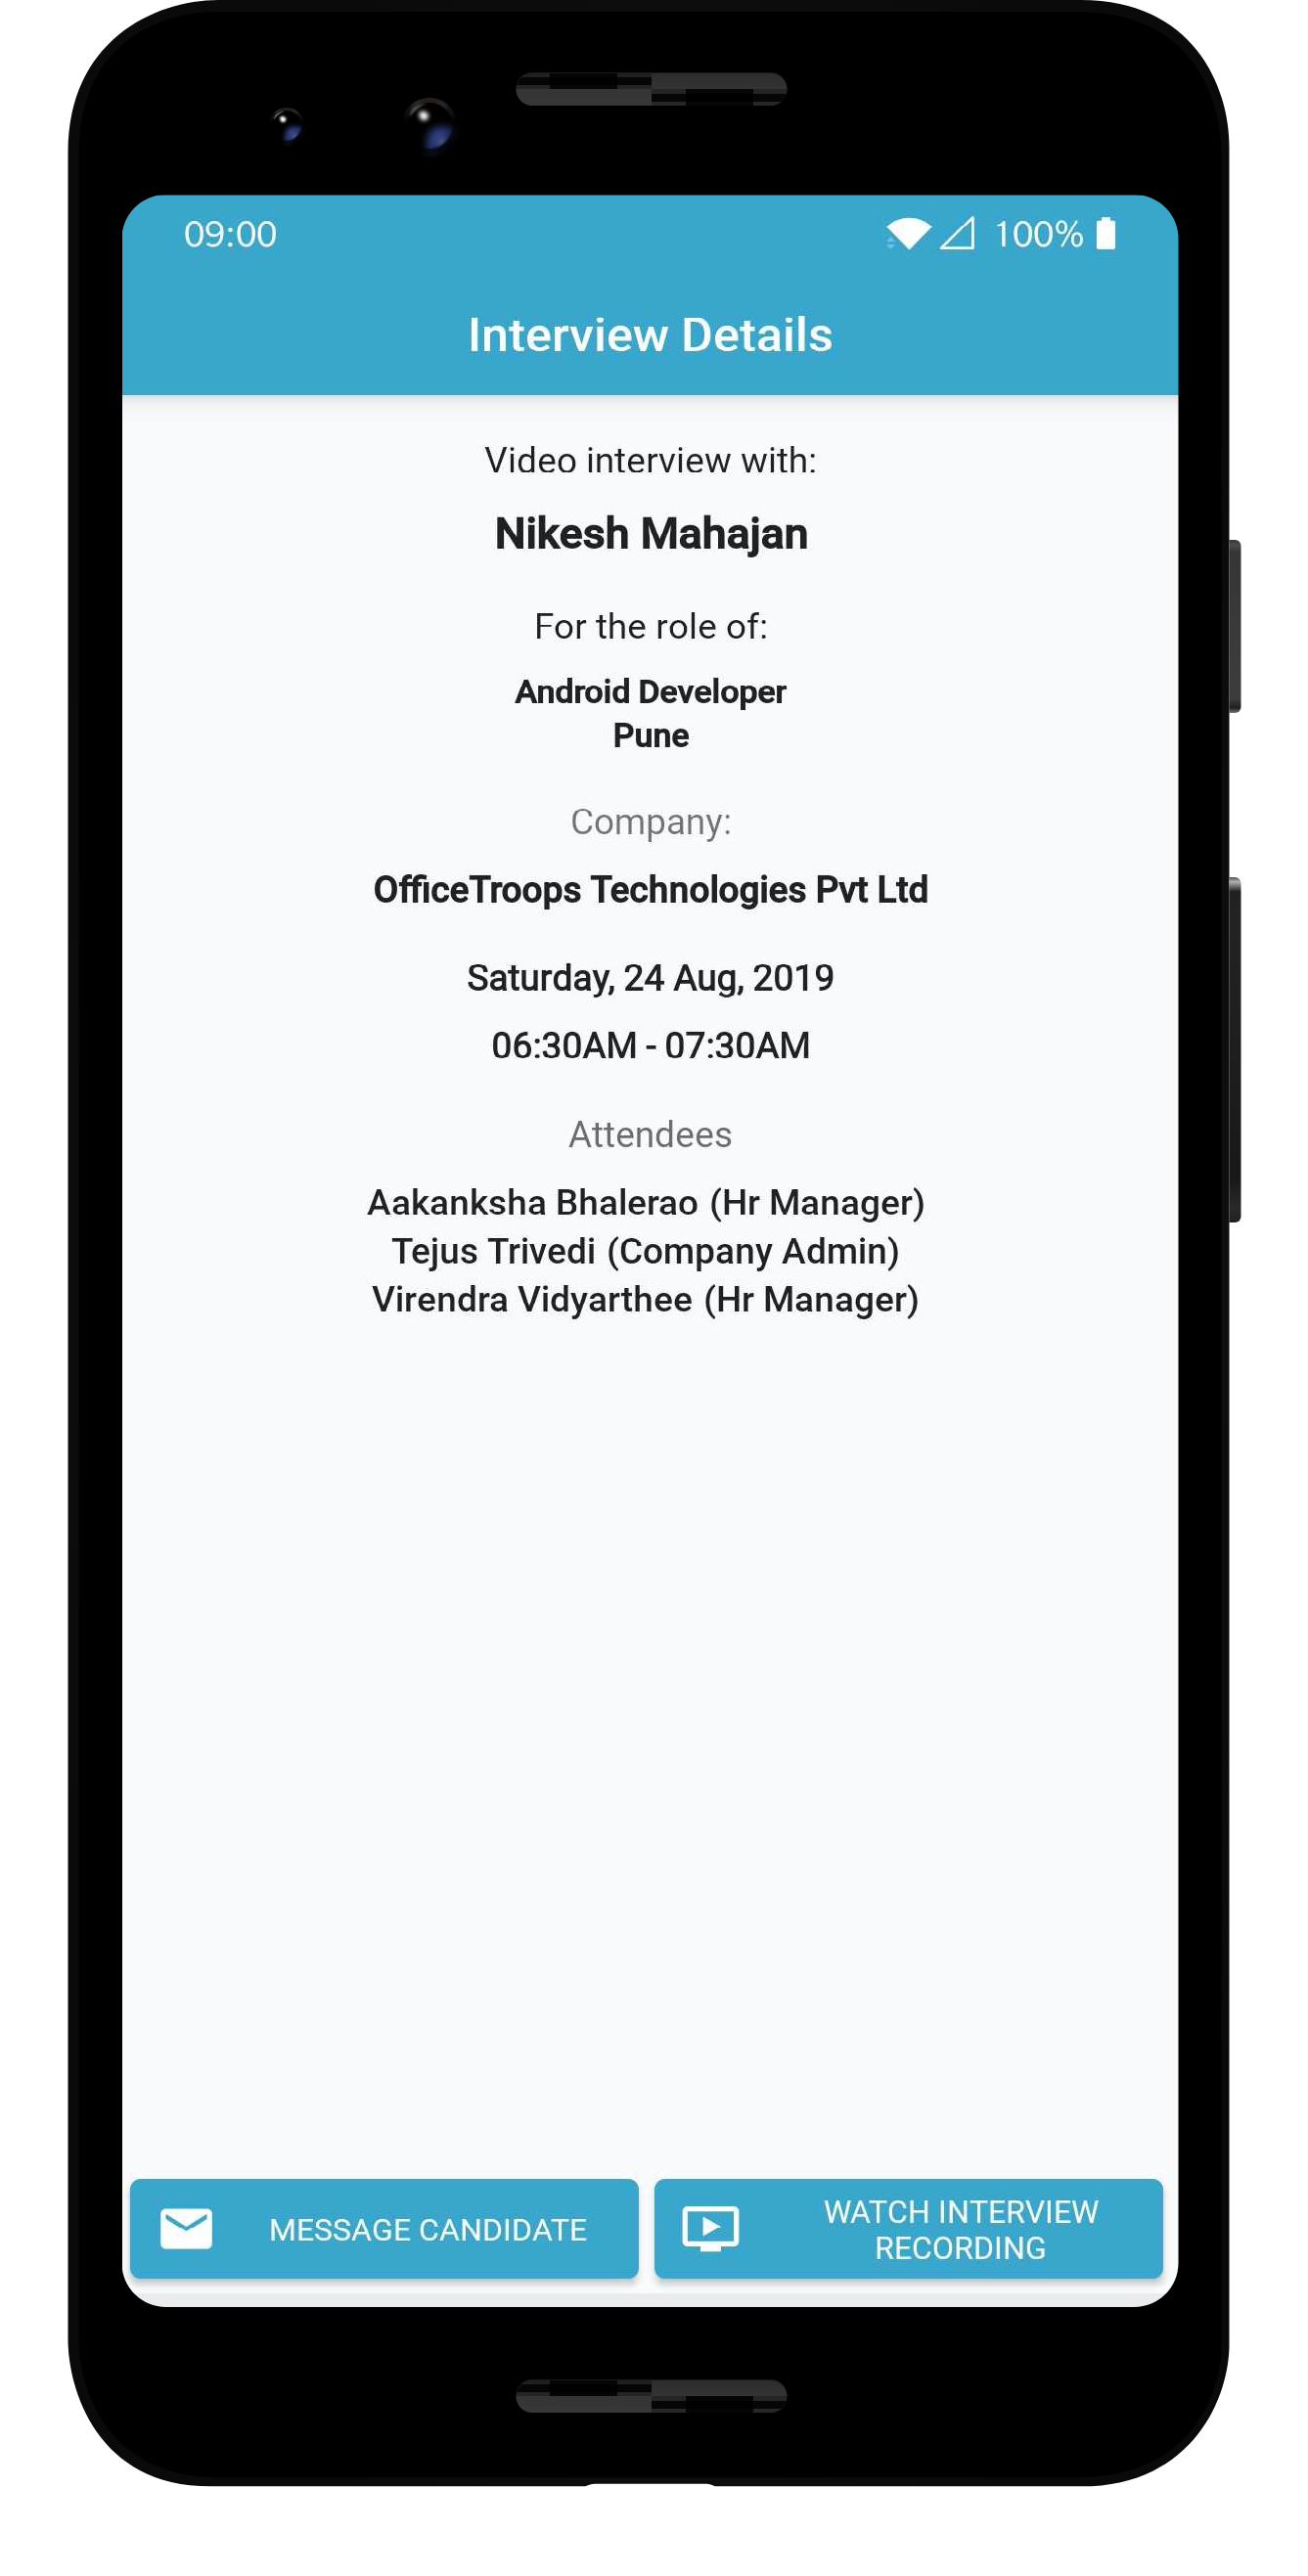 09:00 100%
Interview Details
Video interview with:
Nikesh Mahajan
For the role of:
Android Developer
Pune
Company:
OfficeTroops Technologies Pvt Ltd
Saturday, 24 Aug, 2019
06:30AM - 07:30AM
Attendees
Aakanksha Bhalerao (Hr Manager)
Tejus Trivedi (Company Admin)
Virendra Vidyarthee (Hr Manager)
MESSAGE CANDIDATE
WATCH INTERVIEW
RECORDING